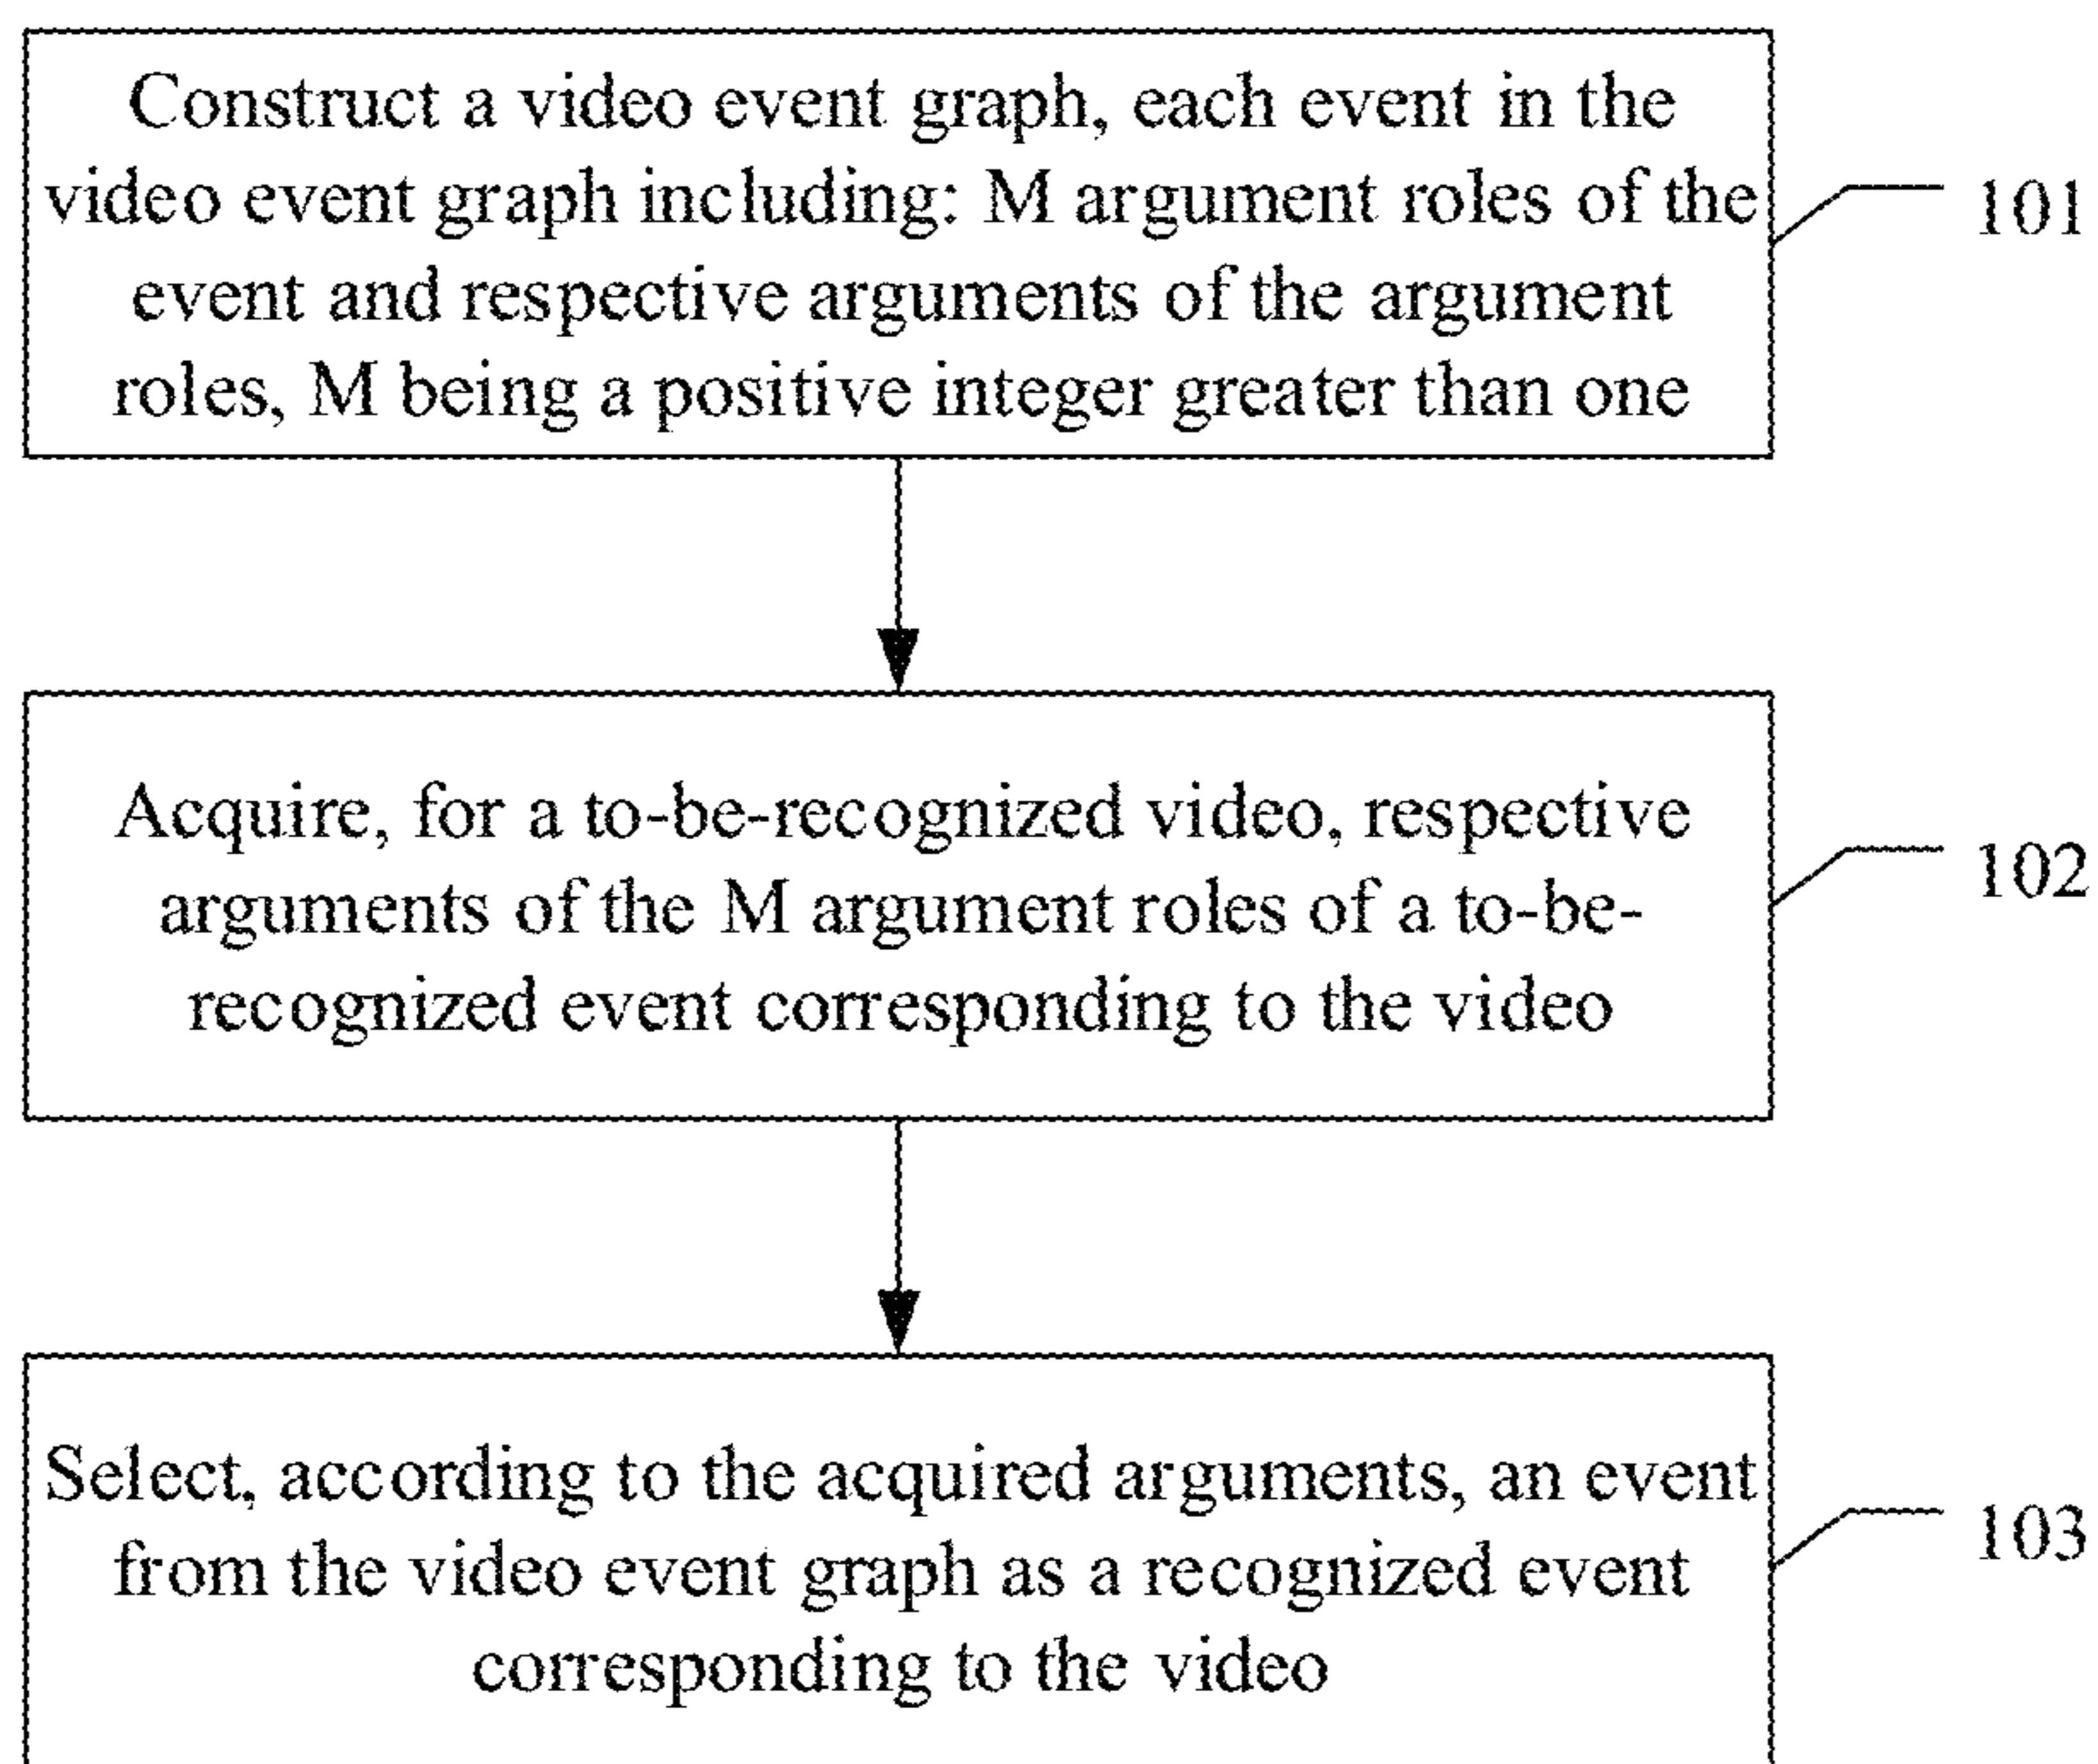 Construct a video event graph, each event in the
video event graph including: M argument roles of the
event and respective arguments of the argument
roles, M being a positive integer greater than one
101
Acquire, for a to-be-recognized video, respective
arguments of the M argument roles of a to-be-
recognized event corresponding to the video
102
Select, according to the acquired arguments, an event
from the video event graph as a recognized event
corresponding to the video
103